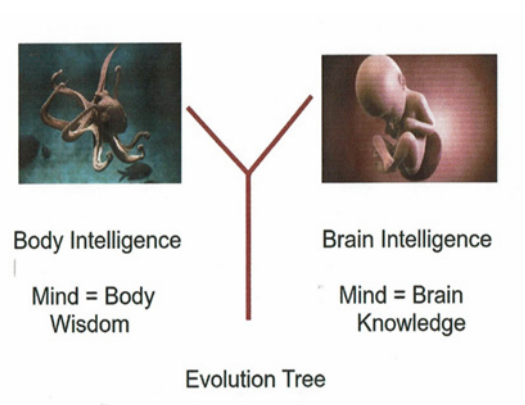 Body Intelligence
Mind = Body
Wisdom
Brain Intelligence
Mind = Brain
Knowledge
Evolution Tree